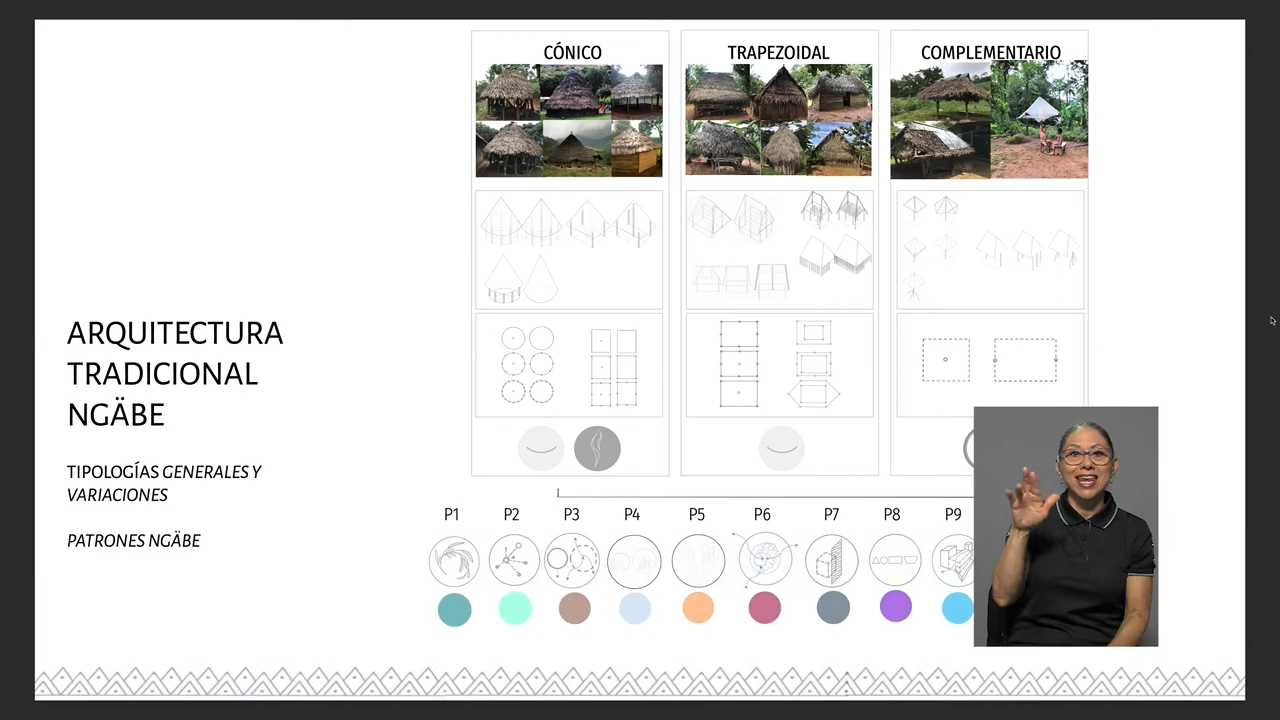 CÓNICO
TRAPEZOIDAL
COMPLEMENTARIO
ARQUITECTURA
TRADICIONAL
NGÄBE
TIPOLOGÍAS GENERALES Y
VARIACIONES
PATRONES NGÄBE
P1 P2 P3 P4 P5 P6 P7 P8 P9